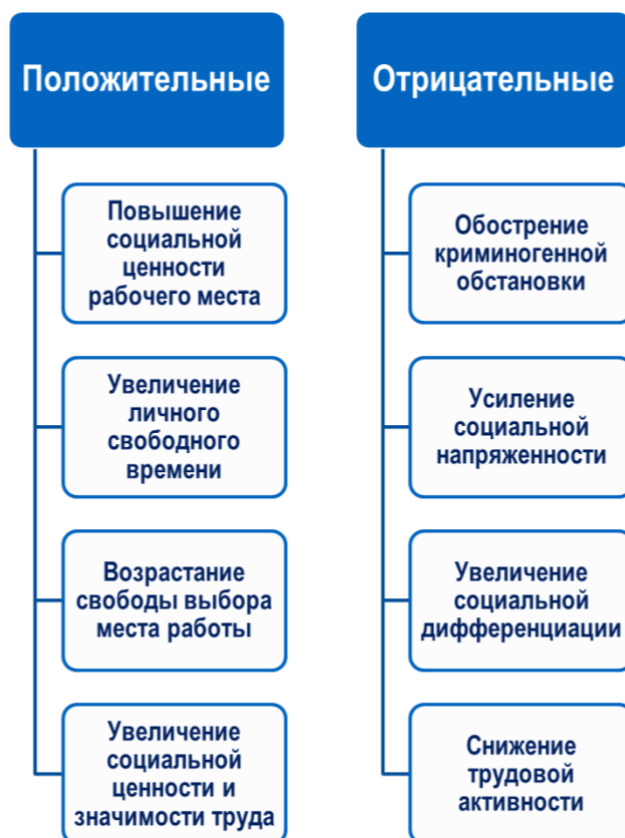 Положительные
Повышение
социальной
ценности
рабочего места
Увеличение
личного
свободного
времени
Возрастание
свободы выбора
места работы
Увеличение
социальной
ценности и
значимости труда
Отрицательные
Обострение
криминогенной
обстановки
Усиление
социальной
напряженности
Увеличение
социальной
дифференциации
Снижение
трудовой
активности